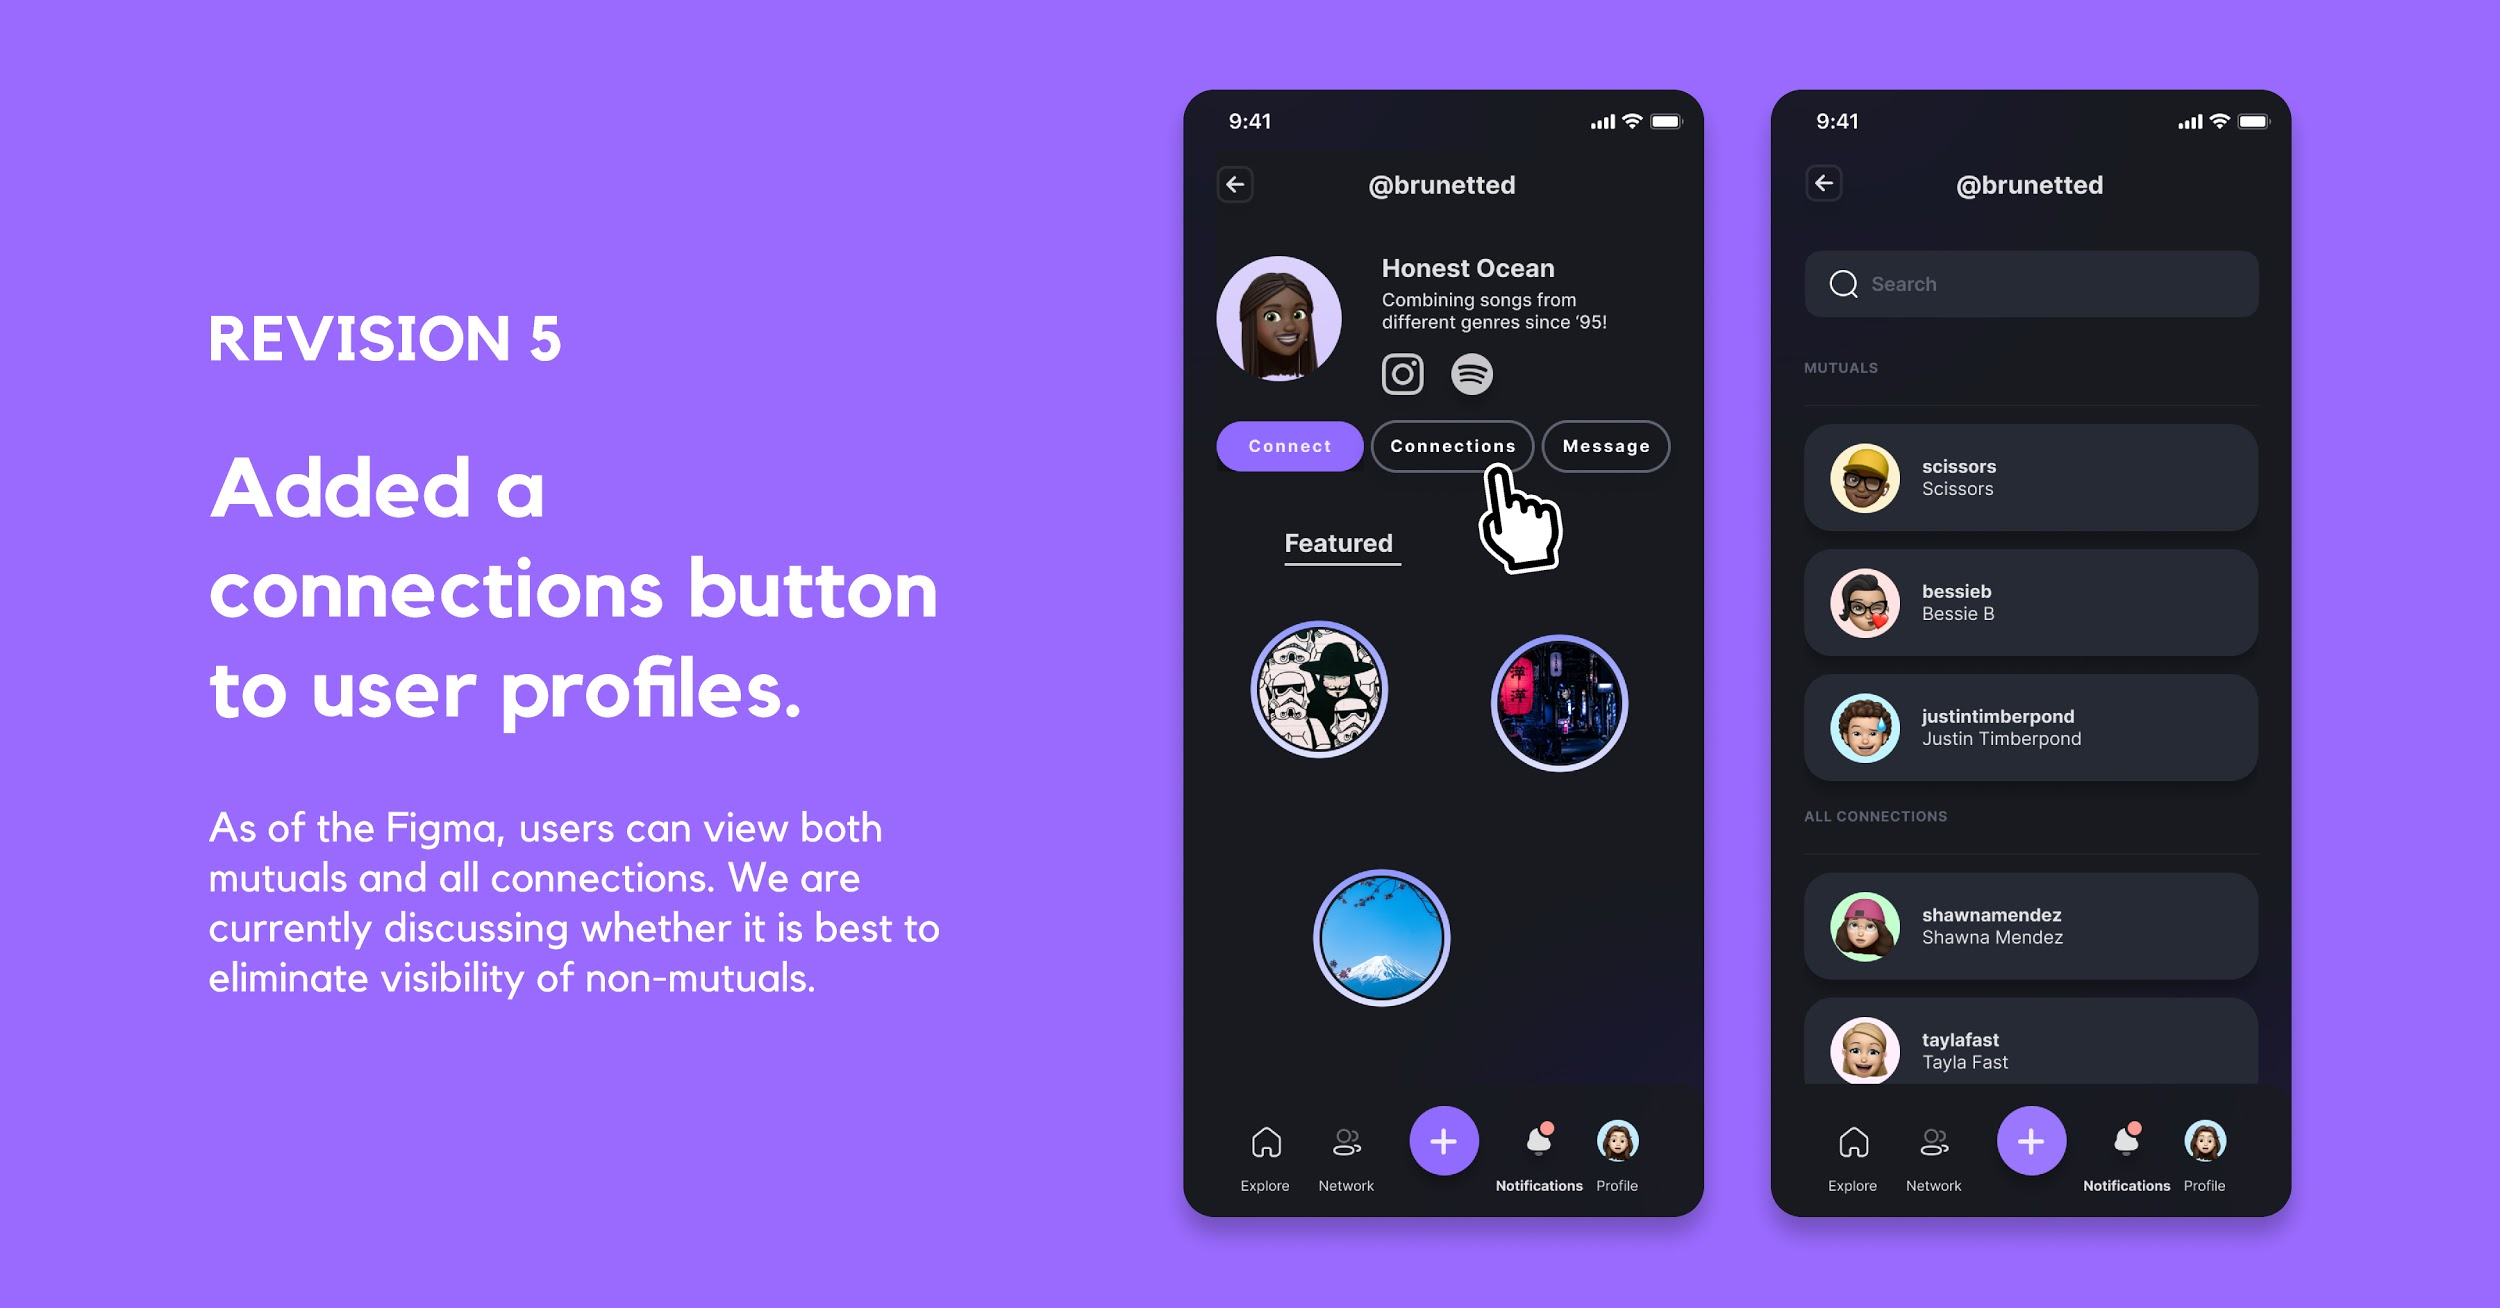 REVISION 5
Added a
connections button
to user profiles.
As of the Figma, users can view both
mutuals and all connections. We are
currently discussing whether it is best to
eliminate visibility of non-mutuals.
9:41
@brunetted
Honest Ocean
Combining songs from
different genres since ‘95!
Connect
Connections
Message
Featured
洋
洋
Explore
Network
Notifications
Profile
9:41
@brunetted
Search
MUTUALS
scissors
Scissors
bessieb
Bessie B
justintimberpond
Justin Timberpond
ALL CONNECTIONS
shawnamendez
Shawna Mendez
taylafast
Tayla Fast
Explore
Network
Notifications
Profile